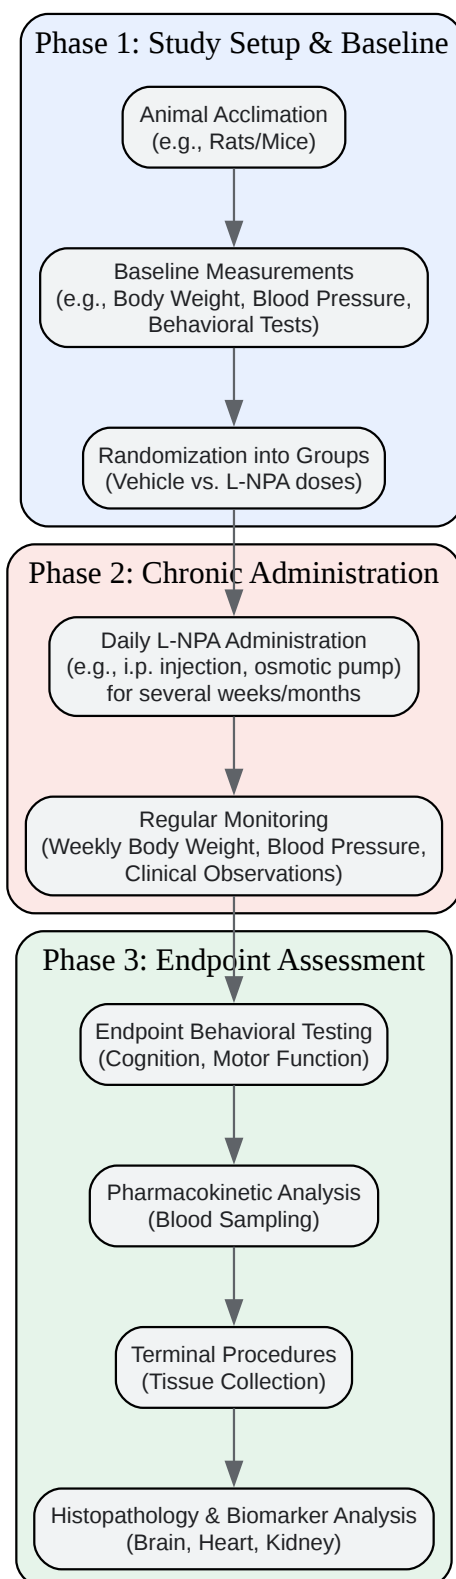 Phase 1: Study Setup & Baseline
Animal Acclimation
(e.g., Rats/Mice)
Baseline Measurements
(e.g., Body Weight, Blood Pressure,
Behavioral Tests)
Randomization into Groups
(Vehicle vs. L-NPA doses)
Phase 2: Chronic Administration
Daily L-NPA Administration
(e.g., i.p. injection, osmotic pump)
for several weeks/months
Regular Monitoring
(Weekly Body Weight, Blood Pressure,
Clinical Observations)
Phase 3: Endpoint Assessment
Endpoint Behavioral Testing
(Cognition, Motor Function)
Pharmacokinetic Analysis
(Blood Sampling)
Terminal Procedures
(Tissue Collection)
Histopathology & Biomarker Analysis
(Brain, Heart, Kidney)